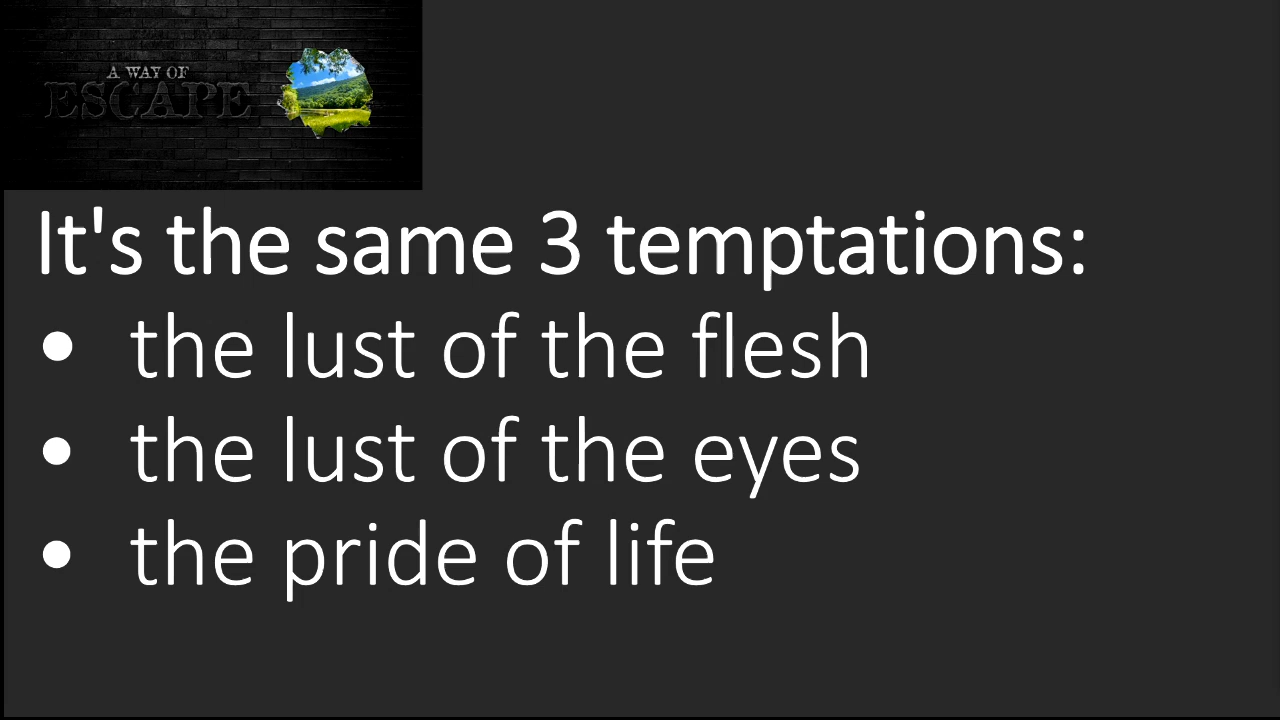 A WAY OF
ESCAPE
It's the same 3 temptations:
• the lust of the flesh
• the lust of the eyes
• the pride of life